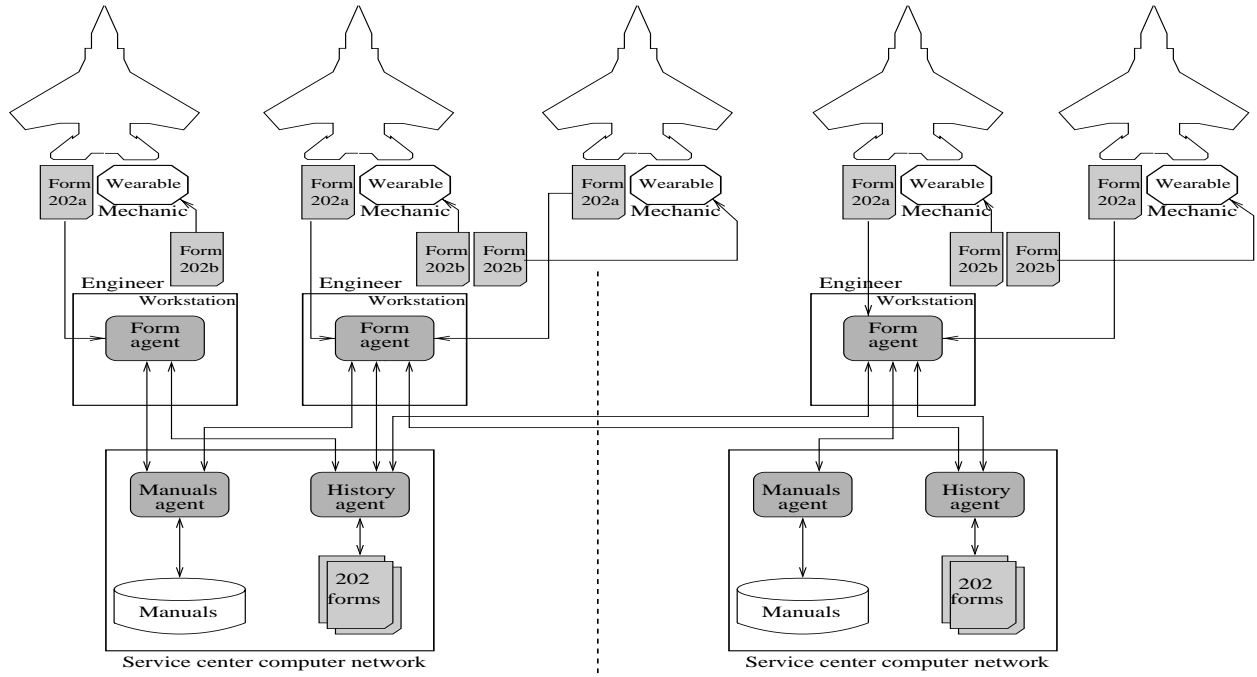 Form
202a
Wearable
Mechanic
Form
202b
Form
202a
Wearable
Mechanic
Form
202b
Form
202b
Form
202a
Wearable
Mechanic
Form
202a
Wearable
Mechanic
Form
202b
Form
202b
Form
202a
Wearable
Mechanic
Engineer
Workstation
Form
agent
Engineer
Workstation
Form
agent
Engineer
Workstation
Form
agent
Manuals
agent
History
agent
Manuals
202
forms
Service center computer network
Manuals
agent
History
agent
Manuals
202
forms
Service center computer network